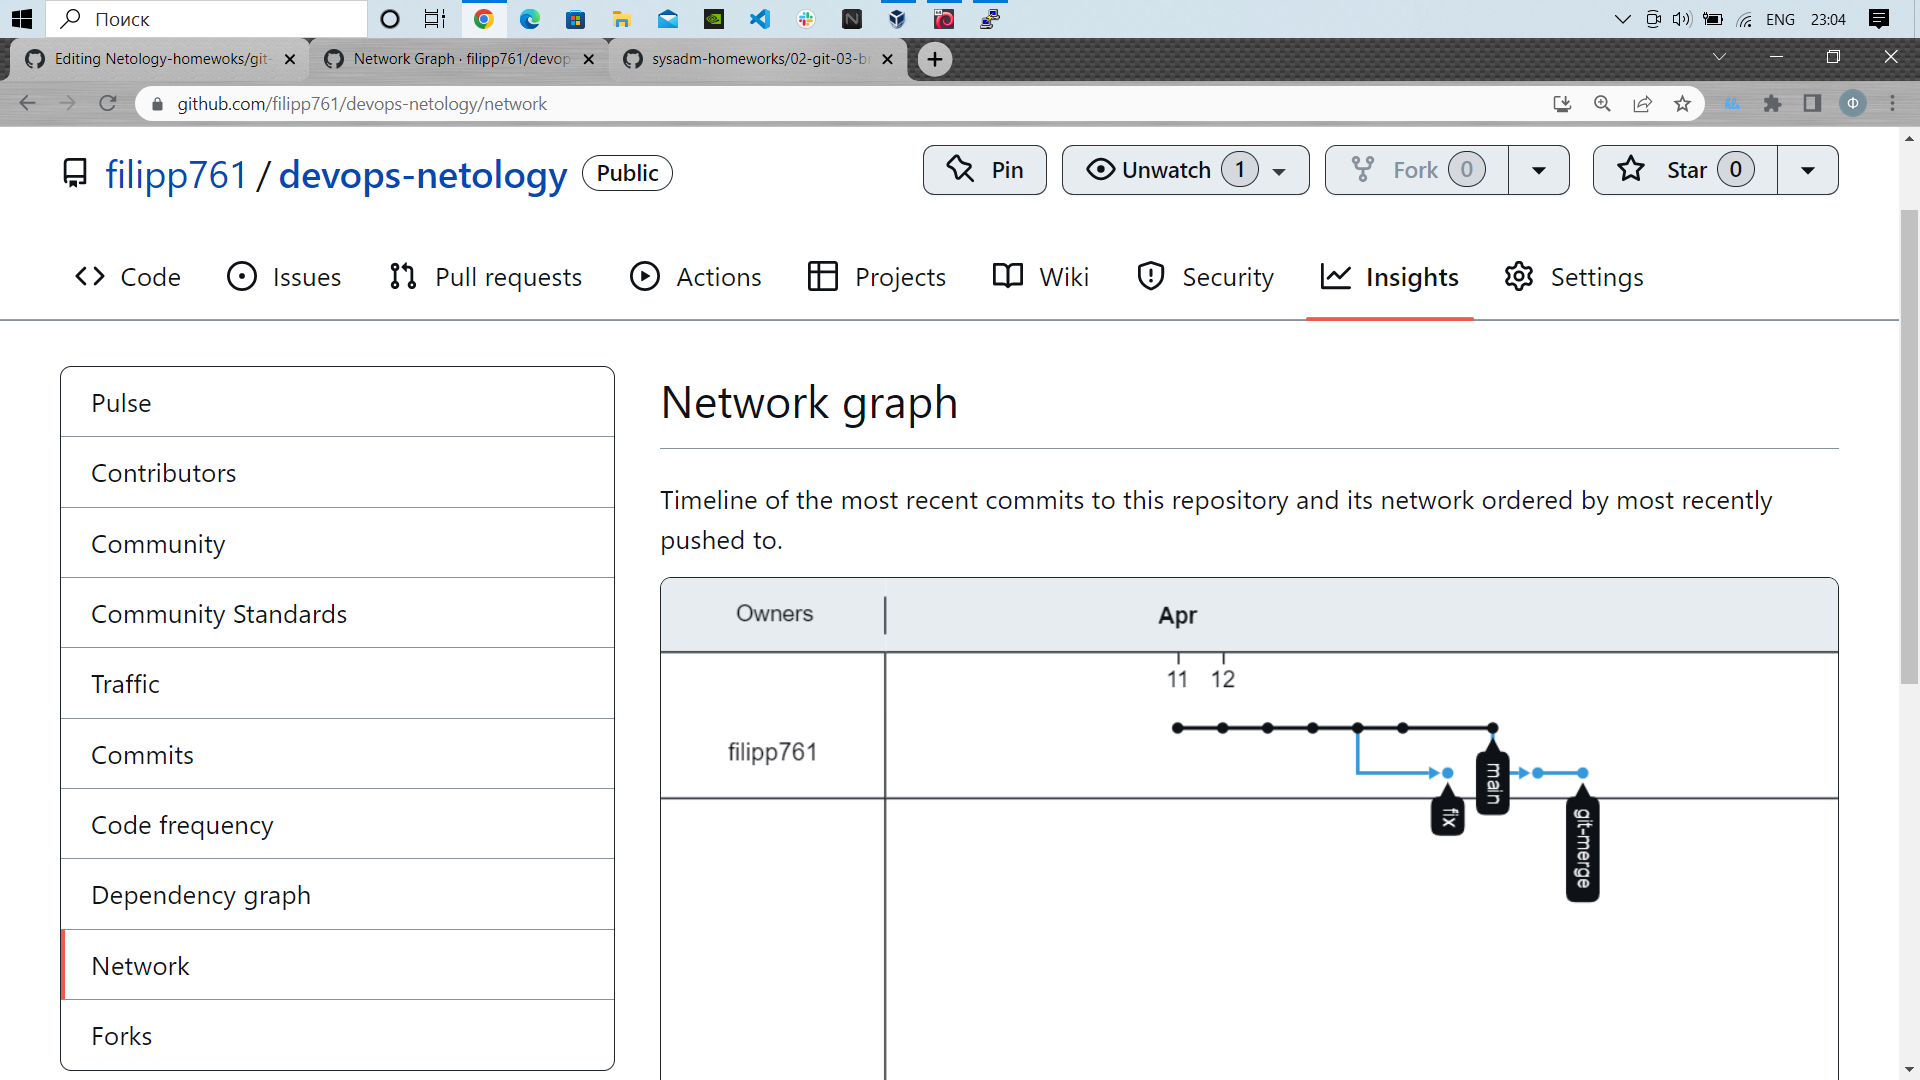 Поиск
ENG
23:04
Editing Netology-homewoks/git-
Network Graph · filipp761/devop
sysadm-homeworks/02-git-03-br
github.com/filipp761/devops-netology/network
Ф
filipp761 / devops-netology
Public
Pin
Unwatch 1
Fork 0
Star 0
Code
Issues
Pull requests
Actions
Projects
Wiki
Security
Insights
Settings
Pulse
Contributors
Community
Community Standards
Traffic
Commits
Code frequency
Dependency graph
Network
Forks
Network graph
Timeline of the most recent commits to this repository and its network ordered by most recently
pushed to.
Owners
Apr
11 12
filipp761
main
fix
git-merge